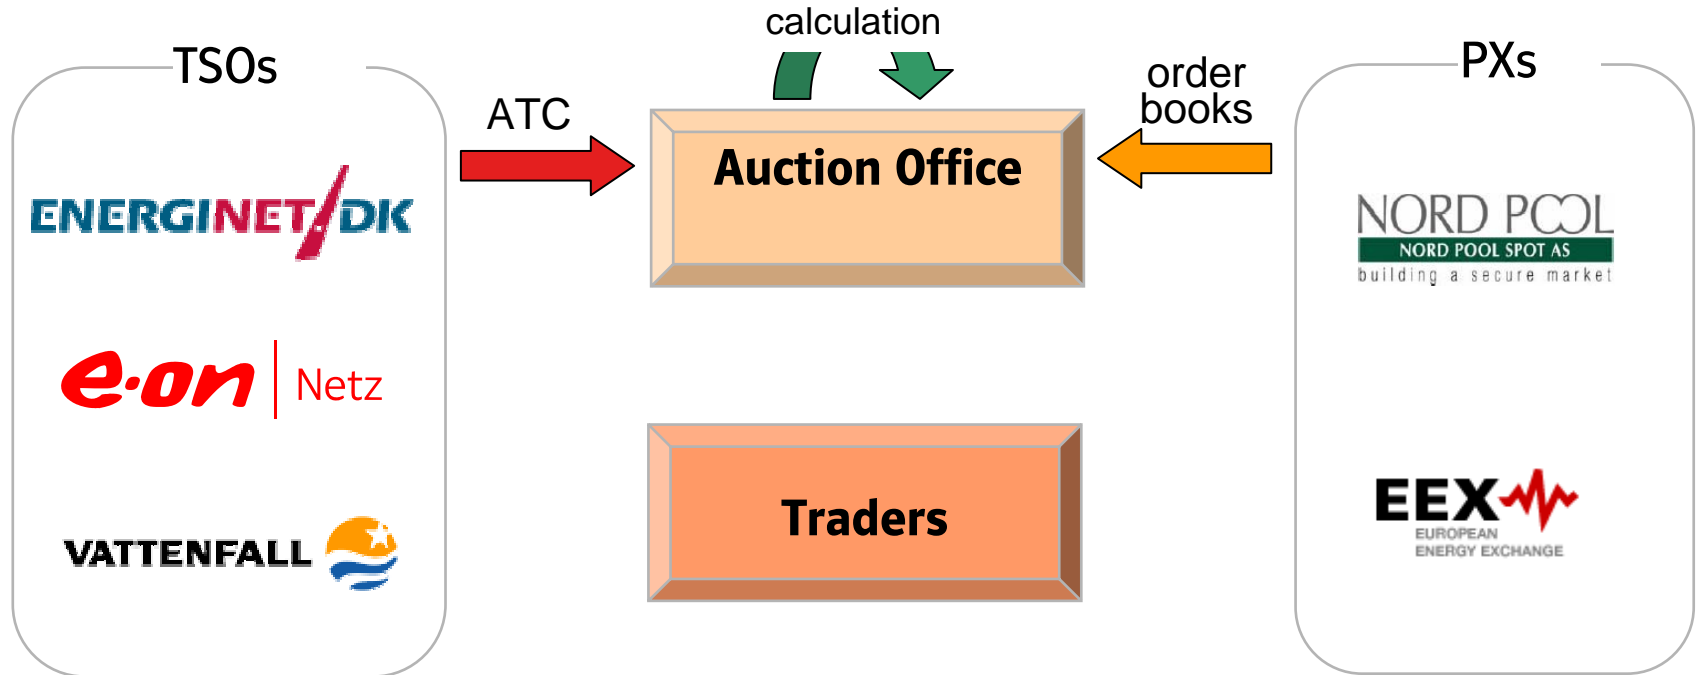 calculation
TSOs
PXs
order
books
ATC
Auction Office
ENERGINET/DK
NORD POOL
NORD POOL SPOT AS
building a secure market
e·on | Netz
Traders
EEX
EUROPEAN
ENERGY EXCHANGE
VATTENFALL